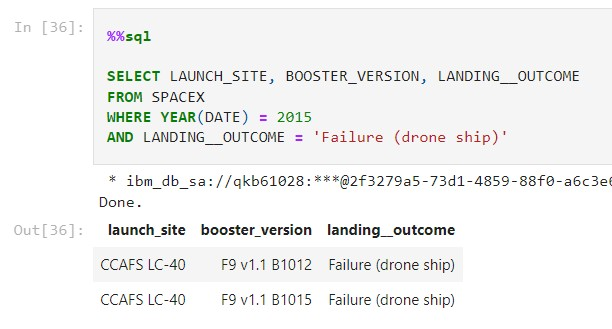 In [36]:
%%sql
SELECT LAUNCH_SITE, BOOSTER_VERSION, LANDING__OUTCOME
FROM SPACEX
WHERE YEAR(DATE) = 2015
AND LANDING__OUTCOME = 'Failure (drone ship)'
* ibm_db_sa://qkb61028:***@2f3279a5-73d1-4859-88f0-a6c3e6
Done.
Out[36]:
launch_site booster_version landing__outcome
CCAFS LC-40 F9 v1.1 B1012 Failure (drone ship)
CCAFS LC-40 F9 v1.1 B1015 Failure (drone ship)